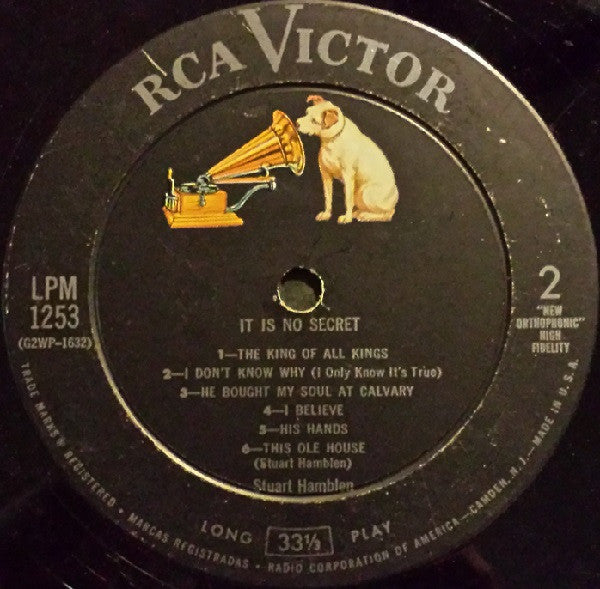 RCA VICTOR
LPM
1253
(G2WP-1632)
2
"NEW
ORTHOPHONIC"
HIGH
FIDELITY
IT IS NO SECRET
1—THE KING OF ALL KINGS
2—I DON'T KNOW WHY (I Only Know It's True)
3—HE BOUGHT MY SOUL AT CALVARY
4—I BELIEVE
5—HIS HANDS
6—THIS OLE HOUSE
(Stuart Hamblen)
Stuart Hamblen
LONG 33⅓ PLAY
TRADE MARKS ® REGISTERED • MARCAS REGISTRADAS • RADIO CORPORATION OF AMERICA—CAMDEN, N.J.—MADE IN U.S.A.